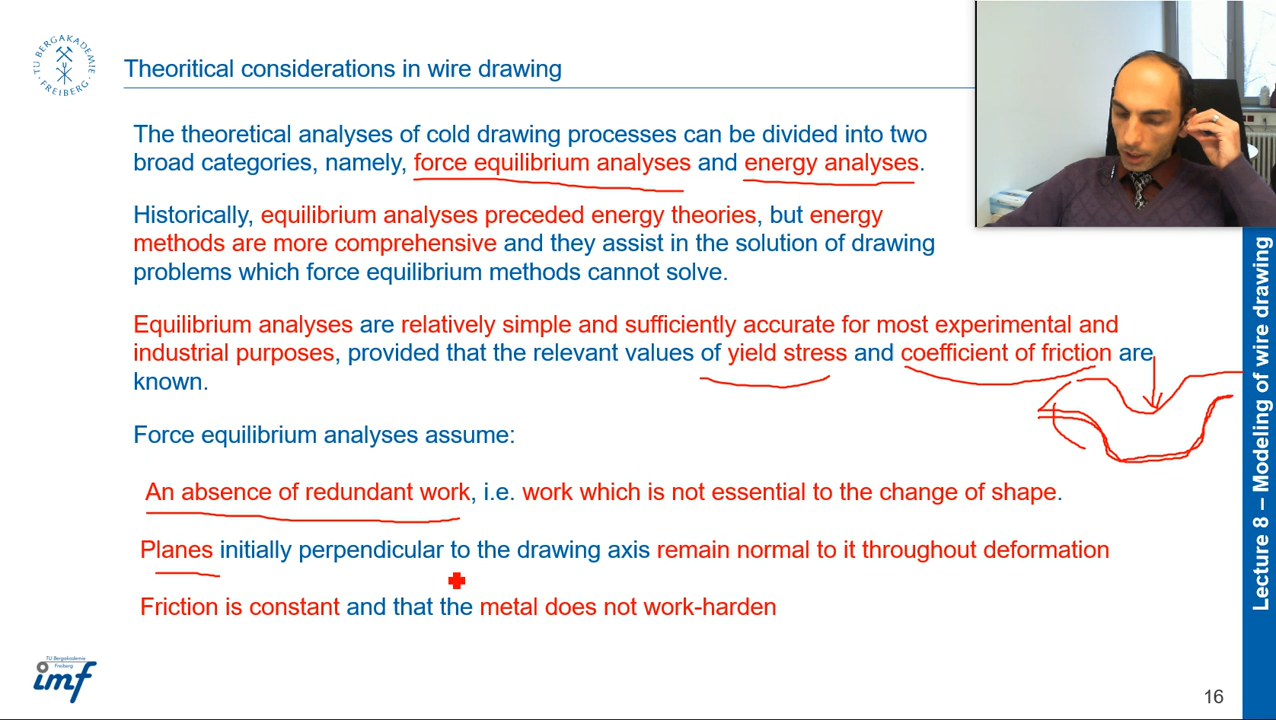 TU BERGAKADEMIE
FREIBERG
Theoritical considerations in wire drawing
The theoretical analyses of cold drawing processes can be divided into two
broad categories, namely, force equilibrium analyses and energy analyses.
Historically, equilibrium analyses preceded energy theories, but energy
methods are more comprehensive and they assist in the solution of drawing
problems which force equilibrium methods cannot solve.
Equilibrium analyses are relatively simple and sufficiently accurate for most experimental and
industrial purposes, provided that the relevant values of yield stress and coefficient of friction are
known.
Force equilibrium analyses assume:
An absence of redundant work, i.e. work which is not essential to the change of shape.
Planes initially perpendicular to the drawing axis remain normal to it throughout deformation
Friction is constant and that the metal does not work-harden
Lecture 8 – Modeling of wire drawing
TU Bergakademie
Freiberg
imf
16